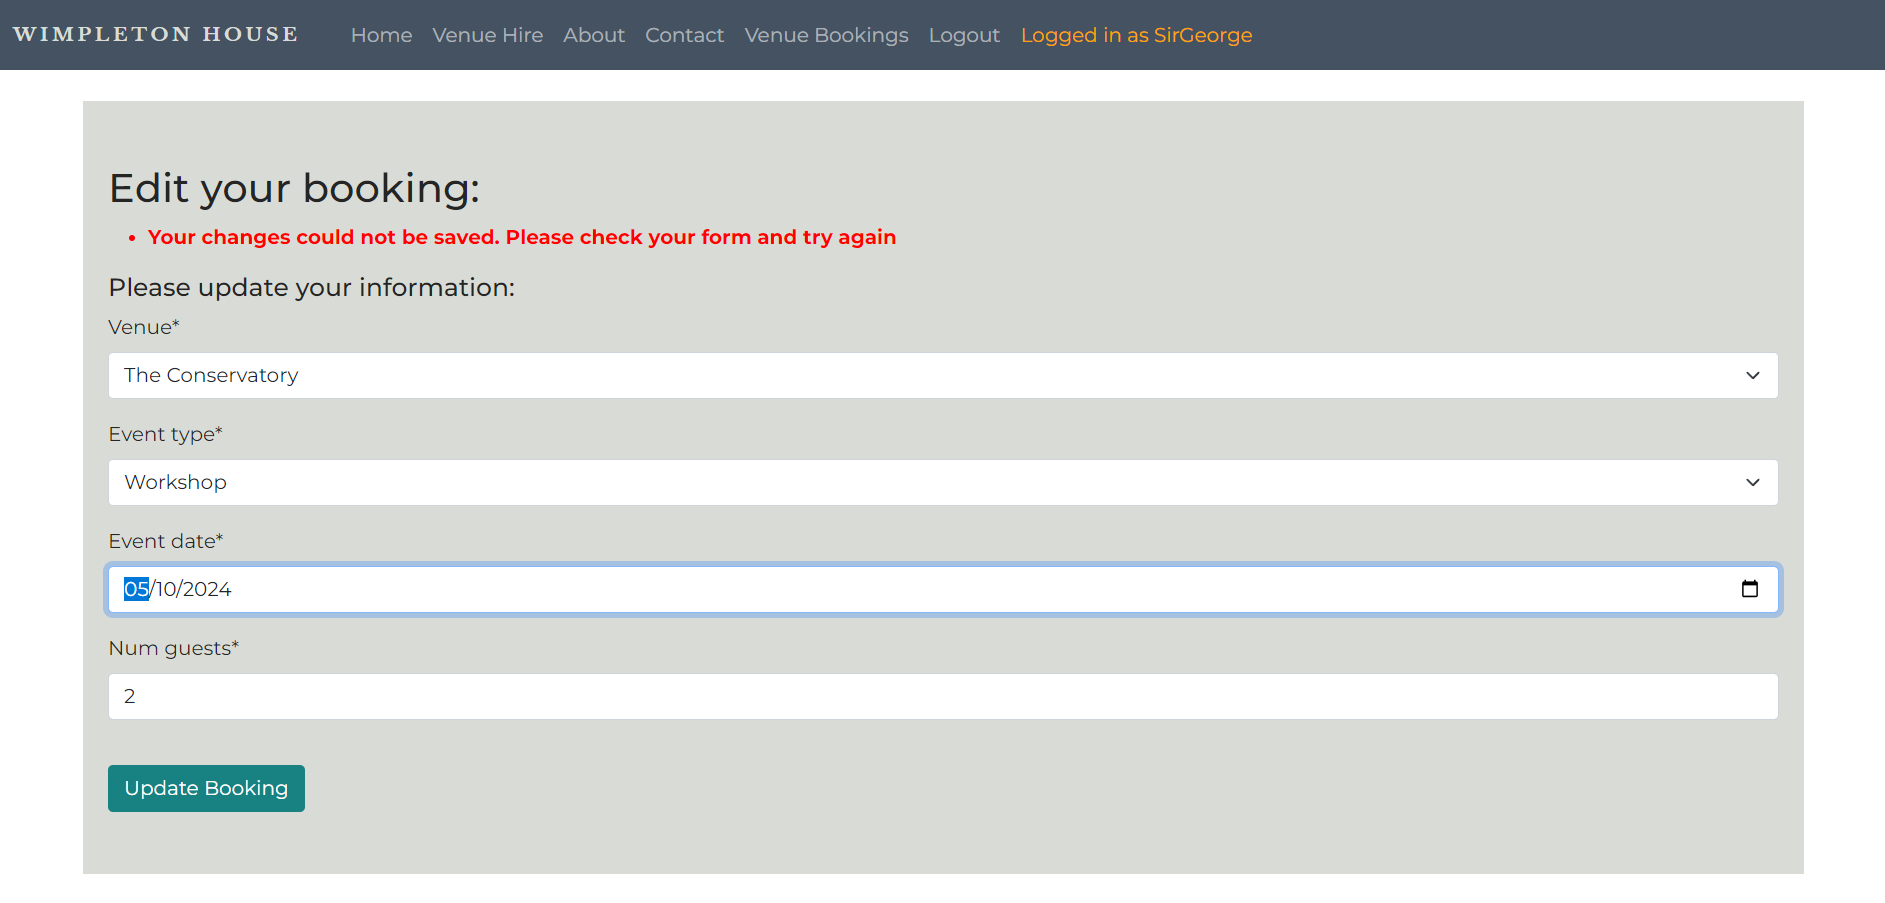 WIMPLETON HOUSE Home Venue Hire About Contact Venue Bookings Logout Logged in as SirGeorge
Edit your booking:
• Your changes could not be saved. Please check your form and try again
Please update your information:
Venue*
The Conservatory
Event type*
Workshop
Event date*
05/10/2024
Num guests*
2
Update Booking